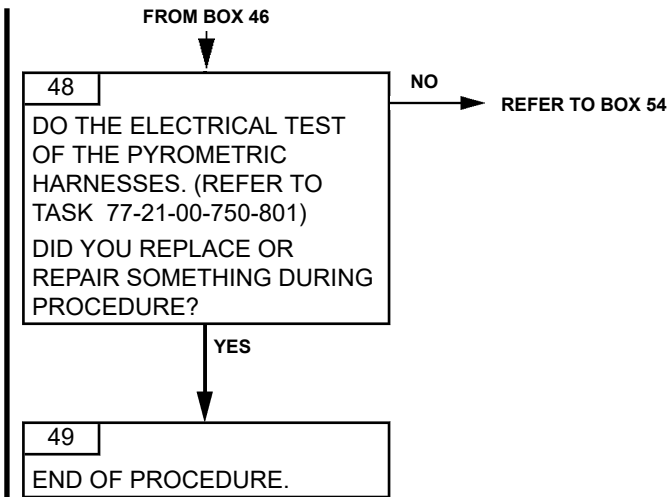 FROM BOX 46
48
NO
REFER TO BOX 54
DO THE ELECTRICAL TEST
OF THE PYROMETRIC
HARNESSES. (REFER TO
TASK 77-21-00-750-801)
DID YOU REPLACE OR
REPAIR SOMETHING DURING
PROCEDURE?
YES
49
END OF PROCEDURE.